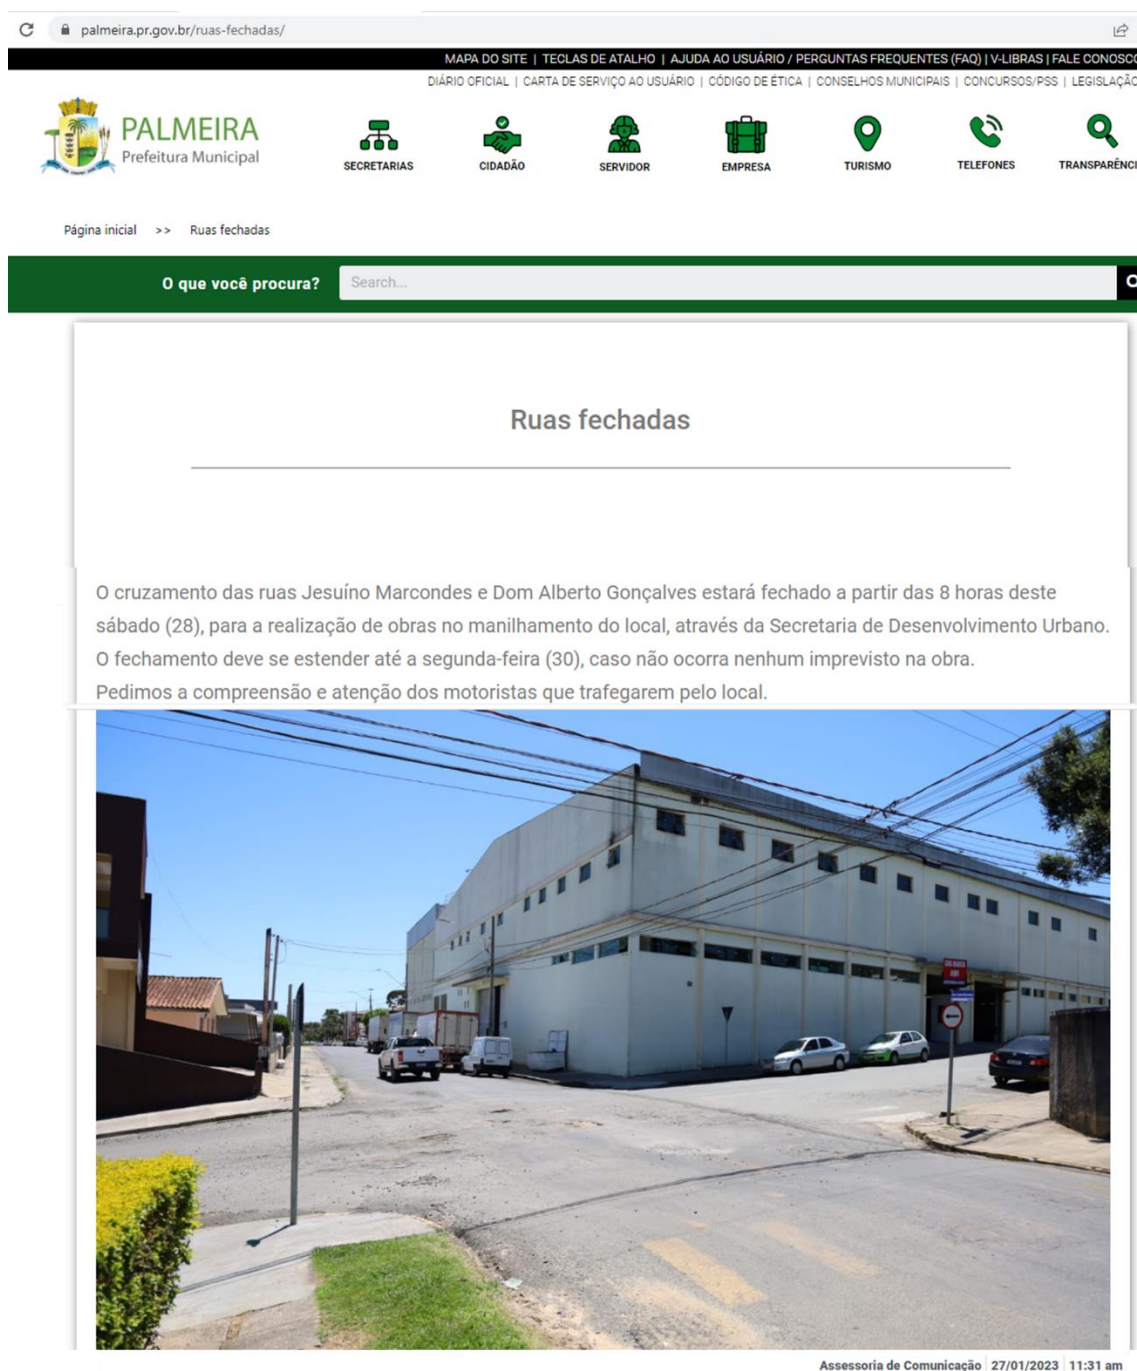 palmeira.pr.gov.br/ruas-fechadas/
MAPA DO SITE | TECLAS DE ATALHO | AJUDA AO USUÁRIO / PERGUNTAS FREQUENTES (FAQ) | V-LIBRAS | FALE CONOSCO
DIÁRIO OFICIAL | CARTA DE SERVIÇO AO USUÁRIO | CÓDIGO DE ÉTICA | CONSELHOS MUNICIPAIS | CONCURSOS/PSS | LEGISLAÇÃO
PALMEIRA
Prefeitura Municipal
SECRETARIAS CIDADÃO SERVIDOR EMPRESA TURISMO TELEFONES TRANSPARÊNCI
Página inicial >> Ruas fechadas
O que você procura? Search...
Ruas fechadas
O cruzamento das ruas Jesuíno Marcondes e Dom Alberto Gonçalves estará fechado a partir das 8 horas deste
sábado (28), para a realização de obras no manilhamento do local, através da Secretaria de Desenvolvimento Urbano.
O fechamento deve se estender até a segunda-feira (30), caso não ocorra nenhum imprevisto na obra.
Pedimos a compreensão e atenção dos motoristas que trafegarem pelo local.
Assessoria de Comunicação 27/01/2023 11:31 am